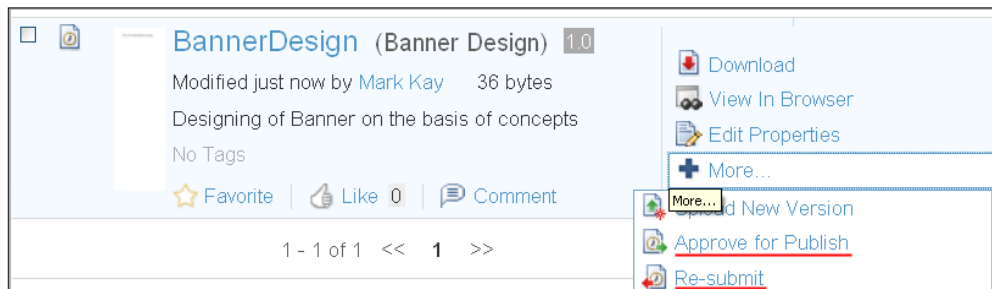 BannerDesign (Banner Design) 1.0
Modified just now by Mark Kay 36 bytes
Designing of Banner on the basis of concepts
No Tags
Favorite Like 0 Comment
1 - 1 of 1 << 1 >>
Download
View In Browser
Edit Properties
More...
More...
Upload New Version
Approve for Publish
Re-submit